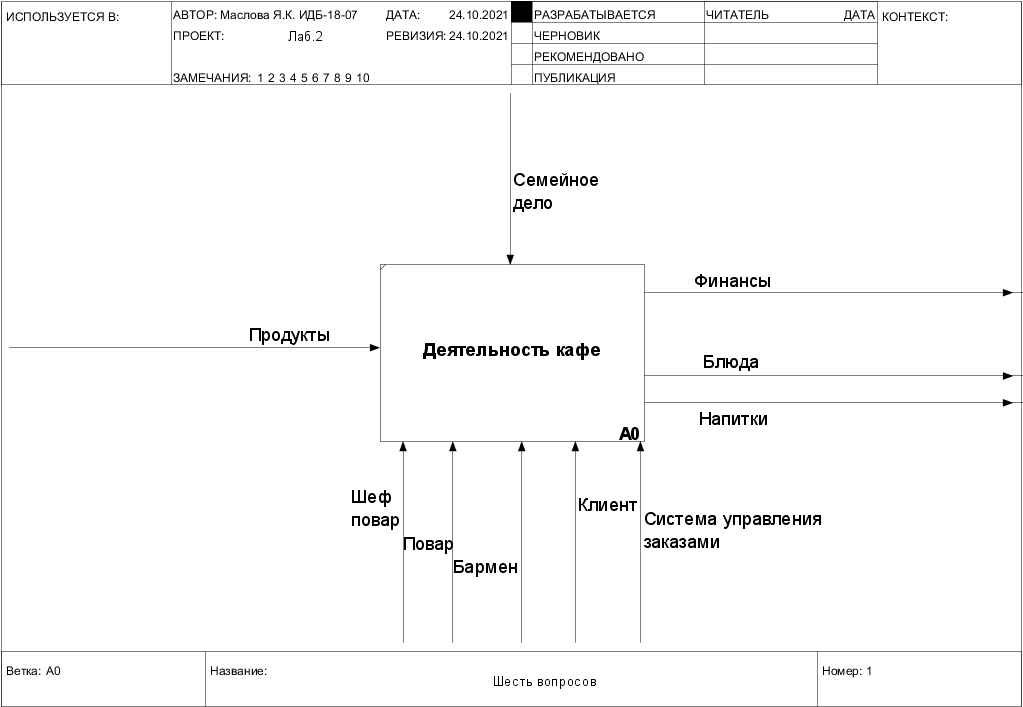 ИСПОЛЬЗУЕТСЯ В:
АВТОР: Маслова Я.К. ИДБ-18-07
ДАТА: 24.10.2021
ПРОЕКТ: Лаб.2
РЕВИЗИЯ: 24.10.2021
ЗАМЕЧАНИЯ: 1 2 3 4 5 6 7 8 9 10
РАЗРАБАТЫВАЕТСЯ
ЧЕРНОВИК
РЕКОМЕНДОВАНО
ПУБЛИКАЦИЯ
ЧИТАТЕЛЬ ДАТА
КОНТЕКСТ:
Семейное
дело
Финансы
Продукты
Деятельность кафе
Блюда
Напитки
A0
Шеф
повар
Повар
Бармен
Клиент
Система управления
заказами
Ветка: A0
Название:
Шесть вопросов
Номер: 1